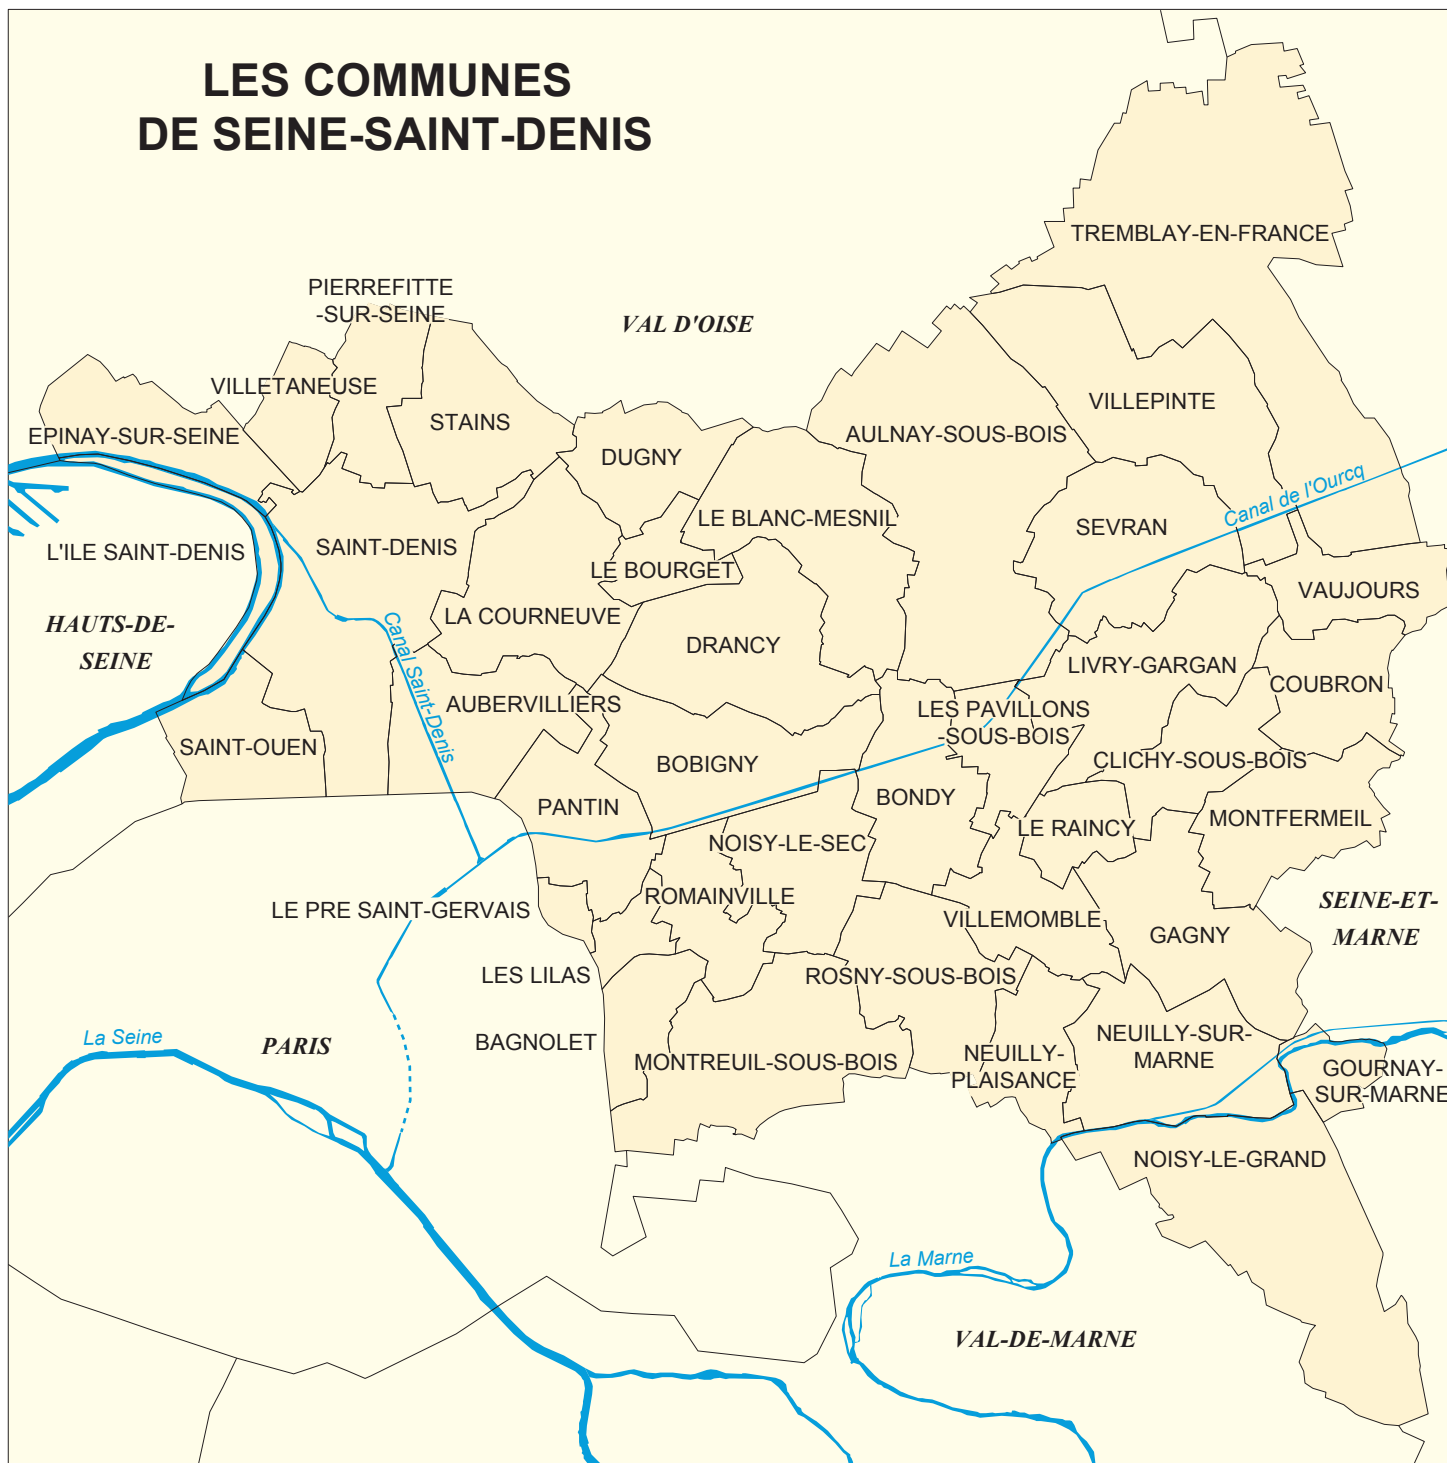 LES COMMUNES
DE SEINE-SAINT-DENIS
TREMBLAY-EN-FRANCE
PIERREFITTE
-SUR-SEINE
VAL D'OISE
VILLETANEUSE
VILLEPINTE
STAINS
EPINAY-SUR-SEINE
AULNAY-SOUS-BOIS
DUGNY
Canal de l'Ourcq
LE BLANC-MESNIL
SEVRAN
SAINT-DENIS
L'ILE SAINT-DENIS
LE BOURGET
VAUJOURS
LA COURNEUVE
HAUTS-DE-
SEINE
DRANCY
LIVRY-GARGAN
COUBRON
Canal Saint-Denis
AUBERVILLIERS
LES PAVILLONS
-SOUS-BOIS
SAINT-OUEN
BOBIGNY
CLICHY-SOUS-BOIS
BONDY
PANTIN
MONTFERMEIL
LE RAINCY
NOISY-LE-SEC
ROMAINVILLE
LE PRE SAINT-GERVAIS
VILLEMOMBLE
SEINE-ET-
MARNE
GAGNY
LES LILAS
ROSNY-SOUS-BOIS
La Seine
PARIS
BAGNOLET
MONTREUIL-SOUS-BOIS
NEUILLY-
PLAISANCE
NEUILLY-SUR-
MARNE
GOURNAY-
SUR-MARNE
NOISY-LE-GRAND
La Marne
VAL-DE-MARNE